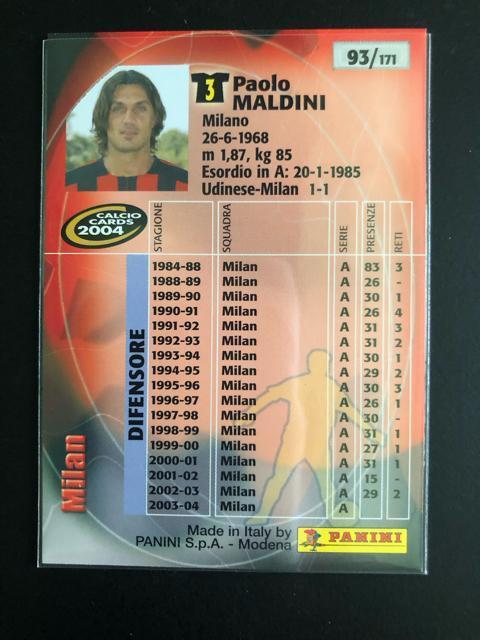 93/171
3 Paolo
MALDINI
Milano
26-6-1968
m 1,87, kg 85
Esordio in A: 20-1-1985
Udinese-Milan 1-1
CALCIO
CARDS
2004
STAGIONE SQUADRA SERIE PRESENZE RETI
1984-88 Milan A 83 3
1988-89 Milan A 26 -
1989-90 Milan A 30 1
1990-91 Milan A 26 4
1991-92 Milan A 31 3
1992-93 Milan A 31 2
1993-94 Milan A 30 1
1994-95 Milan A 29 2
1995-96 Milan A 30 3
1996-97 Milan A 26 1
1997-98 Milan A 30 -
1998-99 Milan A 31 1
1999-00 Milan A 27 1
2000-01 Milan A 31 1
2001-02 Milan A 15 -
2002-03 Milan A 29 2
2003-04 Milan A
DIFENSORE
Milan
Made in Italy by
PANINI S.p.A. - Modena
PANINI